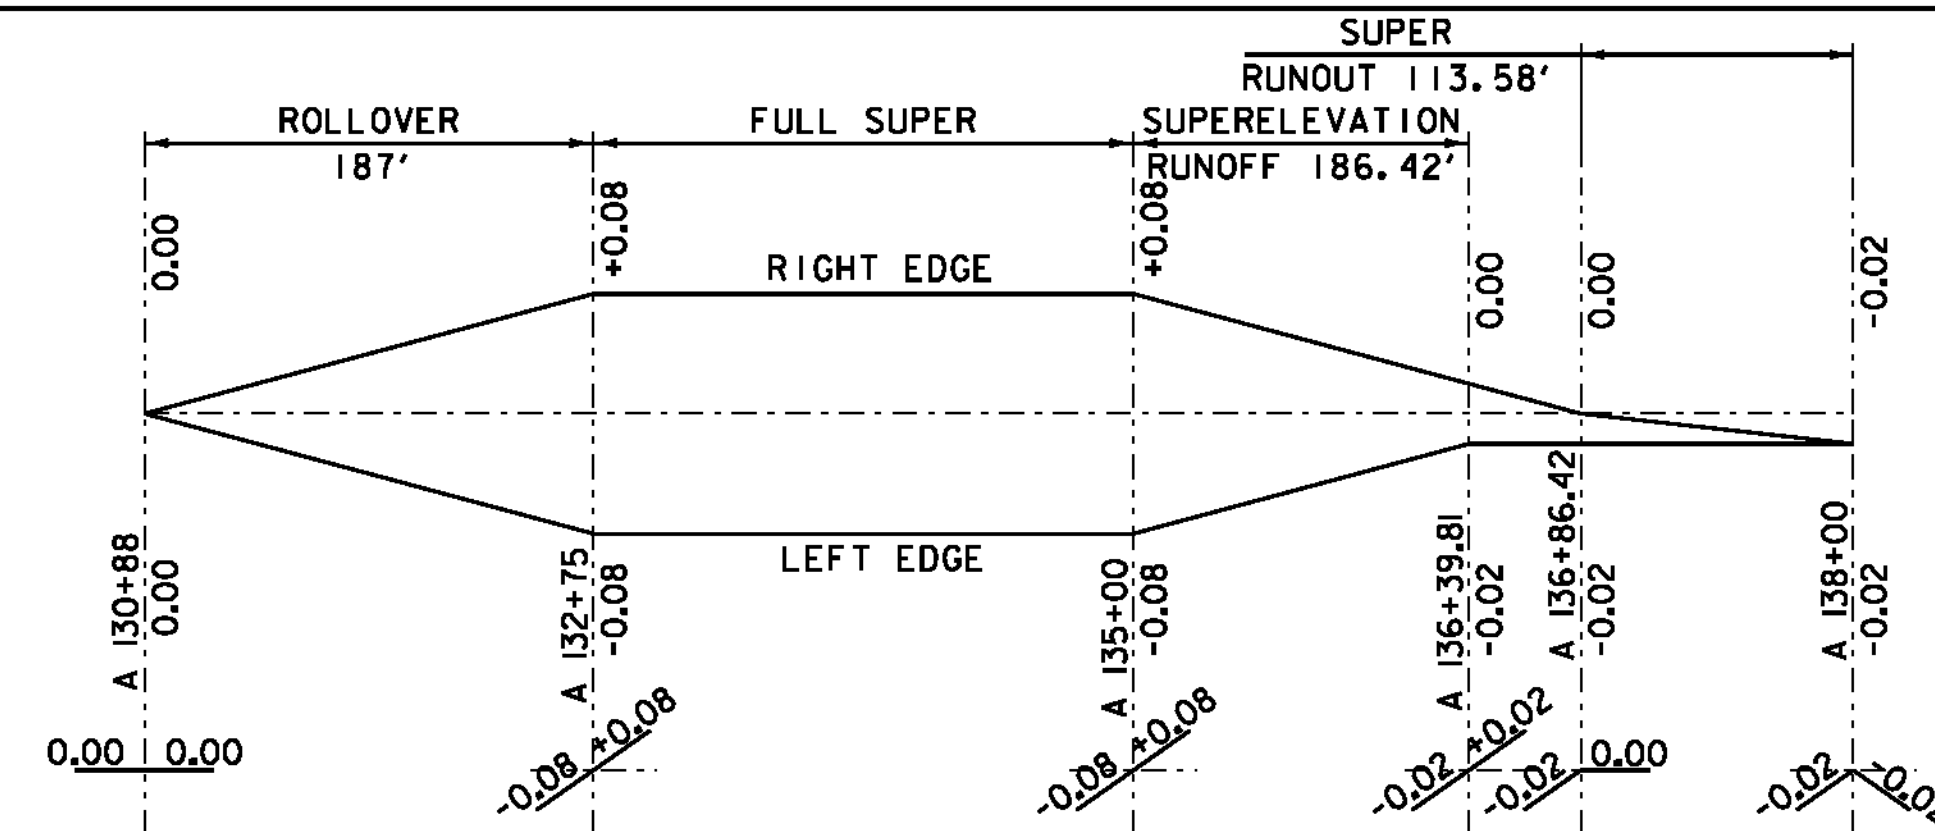 SUPER
RUNOUT 113.58'
ROLLOVER
187'
FULL SUPER
SUPERELEVATION
RUNOFF 186.42'
0.00
+0.08
+0.08
0.00
0.00
-0.02
RIGHT EDGE
LEFT EDGE
A 130+88
0.00
A 132+75
-0.08
A 135+00
-0.08
A 136+39.81
-0.02
A 136+86.42
-0.02
A 138+00
-0.02
0.00 0.00
-0.08 +0.08
-0.08 +0.08
-0.02 +0.02
-0.02 0.00
-0.02